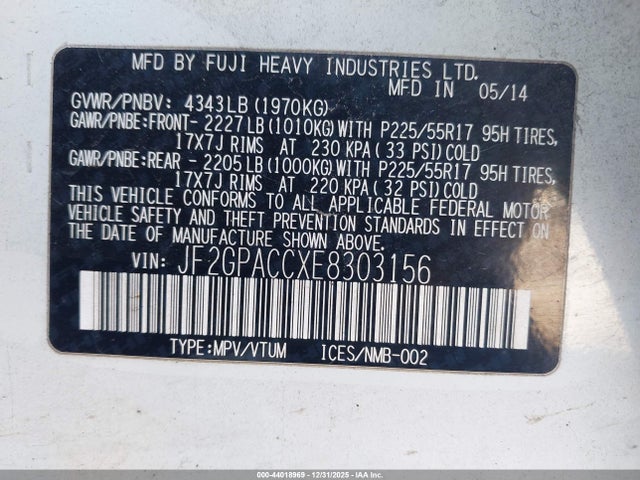 MFD BY FUJI HEAVY INDUSTRIES LTD.
MFD IN 05/14
GVWR/PNBV: 4343LB(1970KG)
GAWR/PNBE:FRONT- 2227LB(1010KG)WITH P225/55R17 95H TIRES,
17X7J RIMS AT 230 KPA(33 PSI)COLD
GAWR/PNBE:REAR - 2205LB(1000KG)WITH P225/55R17 95H TIRES,
17X7J RIMS AT 220 KPA(32 PSI)COLD
THIS VEHICLE CONFORMS TO ALL APPLICABLE FEDERAL MOTOR
VEHICLE SAFETY AND THEFT PREVENTION STANDARDS IN EFFECT ON
THE DATE OF MANUFACTURE SHOWN ABOVE.
VIN: JF2GPACCXE8303156
TYPE:MPV/VTUM ICES/NMB-002
000-44018969 - 12/31/2025 - IAAI.COM